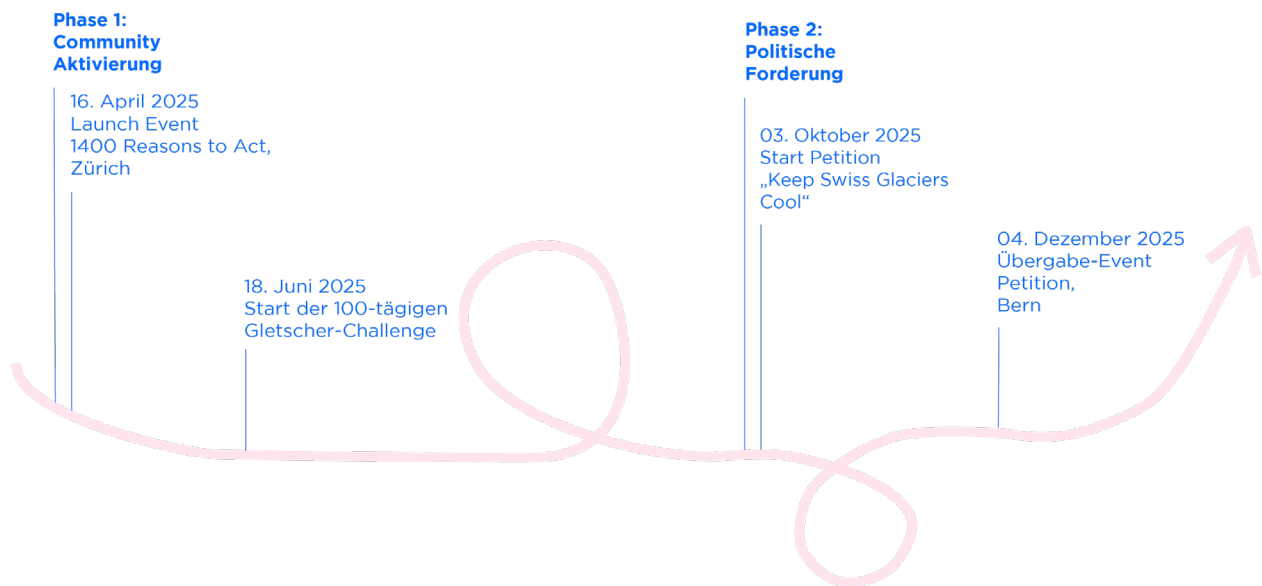 Phase 1:
Community
Aktivierung
16. April 2025
Launch Event
1400 Reasons to Act,
Zürich
18. Juni 2025
Start der 100-tägigen
Gletscher-Challenge
Phase 2:
Politische
Forderung
03. Oktober 2025
Start Petition
„Keep Swiss Glaciers
Cool“
04. Dezember 2025
Übergabe-Event
Petition,
Bern